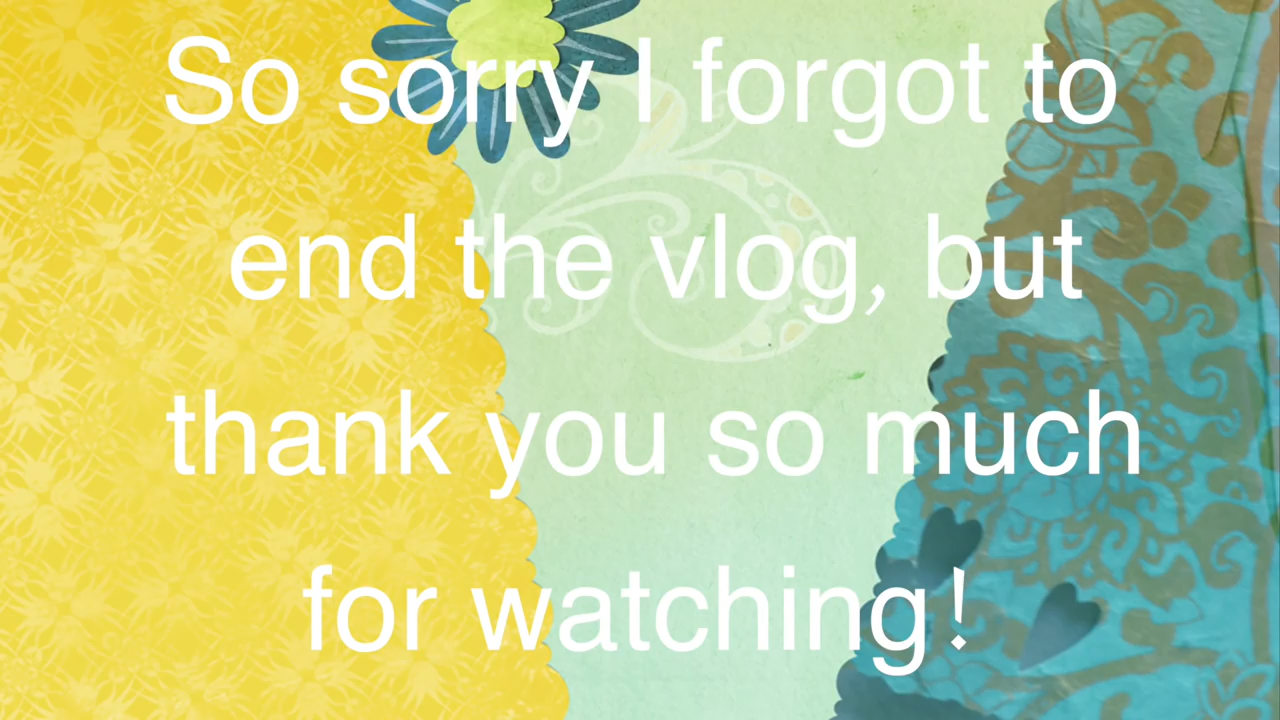 So sorry I forgot to
end the vlog, but
thank you so much
for watching!